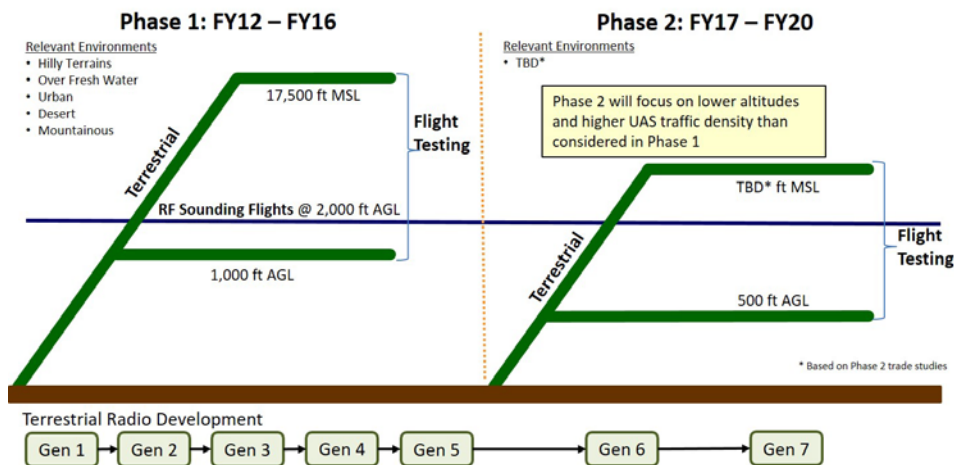 Phase 1: FY12 – FY16
Relevant Environments
• Hilly Terrains
• Over Fresh Water
• Urban
• Desert
• Mountainous
17,500 ft MSL
Flight
Testing
Terrestrial
RF Sounding Flights @ 2,000 ft AGL
1,000 ft AGL
Phase 2: FY17 – FY20
Relevant Environments
• TBD*
Phase 2 will focus on lower altitudes
and higher UAS traffic density than
considered in Phase 1
TBD* ft MSL
Terrestrial
Flight
Testing
500 ft AGL
* Based on Phase 2 trade studies
Terrestrial Radio Development
Gen 1
Gen 2
Gen 3
Gen 4
Gen 5
Gen 6
Gen 7